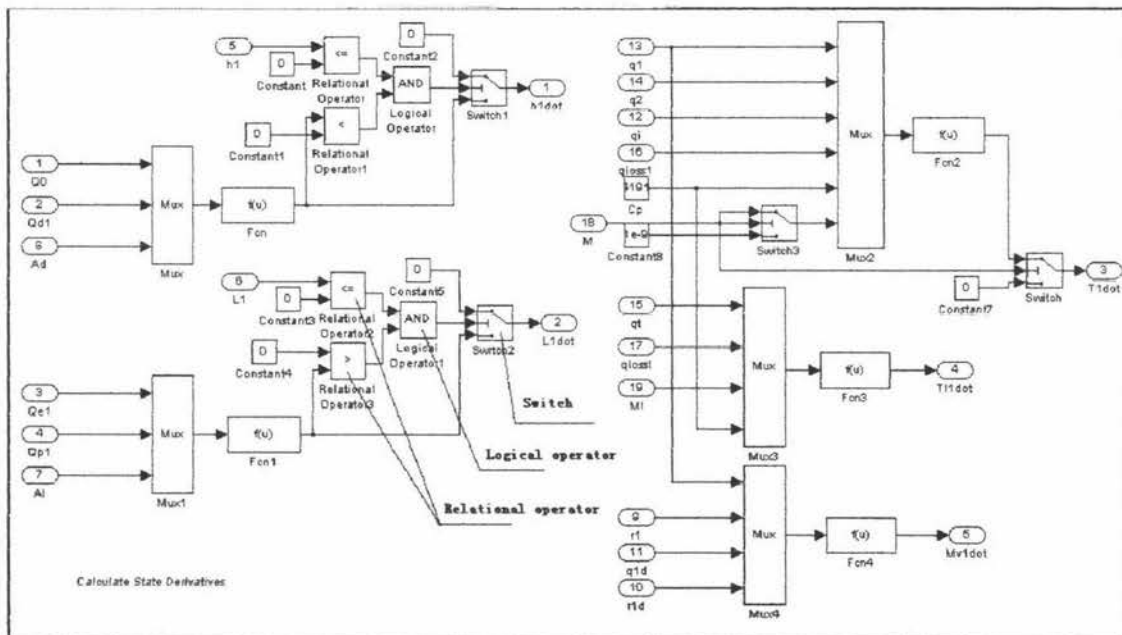 5
h1
0
Constant
<=
Relational
Operator
0
Constant2
AND
Logical
Operator
Switch1
1
h1dot
0
Constant1
<
Relational
Operator1
1
Q0
2
Qd1
6
Ad
Mux
Mux
f(u)
Fcn
6
L1
0
Constant3
<=
Relational
Operator2
0
Constant5
AND
Logical
Operator1
Switch2
2
L1dot
0
Constant4
>
Relational
Operator3
3
Qe1
4
Qp1
7
Al
Mux1
f(u)
Fcn1
Switch
Logical operator
Relational operator
Calculate State Derivatives
13
q1
14
q2
12
qi
16
qloss1
Cp
18
M
1e-9
Constant8
Switch3
Mux
Mux2
f(u)
Fcn2
0
Constant7
Switch
3
T1dot
15
qt
17
qlossl
19
Ml
Mux
Mux3
f(u)
Fcn3
4
Tl1dot
9
r1
11
q1d
10
r1d
Mux
Mux4
f(u)
Fcn4
5
Mv1dot